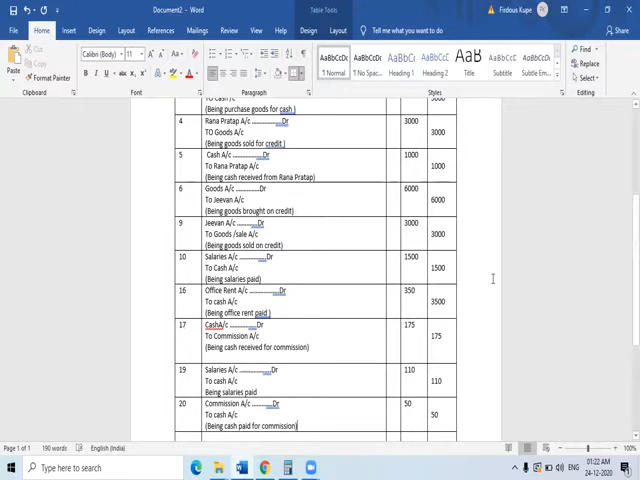 Document2 - Word
Table Tools
Firdous Kupe
FK
File Home Insert Draw Design Layout References Mailings Review View Help Design Layout Tell me what you want to do Share
Cut
Copy
Paste
Format Painter
Calibri (Body) 11
AaBbCcDc AaBbCcDc AaBbCc AaBbCcC AaB AaBbCcC AaBbCcDc
1 Normal 1 No Spac... Heading 1 Heading 2 Title Subtitle Subtle Em...
Find
Replace
Select
Clipboard Font Paragraph Styles Editing
(Being purchase goods for cash )
4 Rana Pratap A/c ..................Dr 3000
TO Goods A/c 3000
(Being goods sold for credit )
5 Cash A/c ..................Dr 1000
To Rana Pratap A/c 1000
(Being cash received from Rana Pratap)
6 Goods A/c ..............Dr 6000
To Jeevan A/c 6000
(Being goods brought on credit)
9 Jeevan A/c ............Dr 3000
To Goods /sale A/c 3000
(Being goods sold on credit)
10 Salaries A/c .................Dr 1500
To Cash A/c 1500
(Being salaries paid)
16 Office Rent A/c ..................Dr 350
To cash A/c 3500
(Being office rent paid )
17 CashA/c ...............Dr 175
To Commission A/c 175
(Being cash received for commission)
19 Salaries A/c ...................Dr 110
To cash A/c 110
Being salaries paid
20 Commission A/c ................Dr 50
To cash A/c 50
(Being cash paid for commission)
Page 1 of 1 190 words 100%
Type here to search
ENG
01:22 AM
24-12-2020